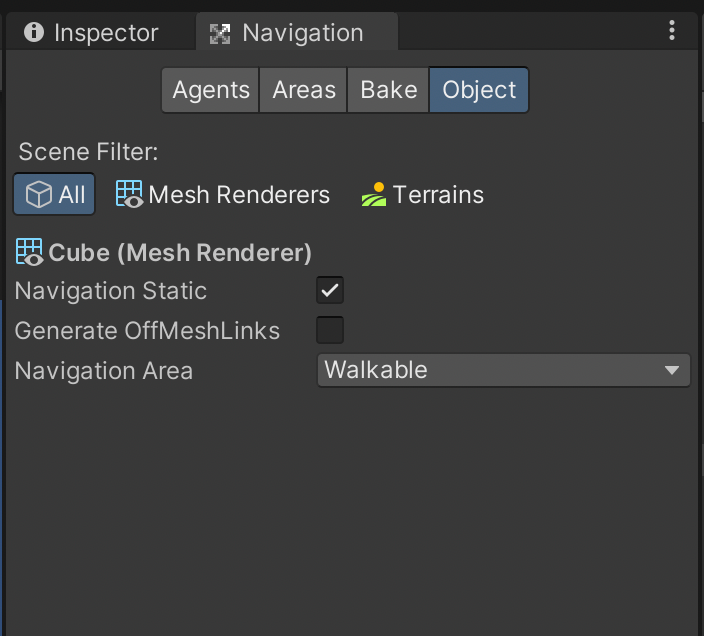 Inspector Navigation
Agents Areas Bake Object
Scene Filter:
All Mesh Renderers Terrains
Cube (Mesh Renderer)
Navigation Static
Generate OffMeshLinks
Navigation Area Walkable